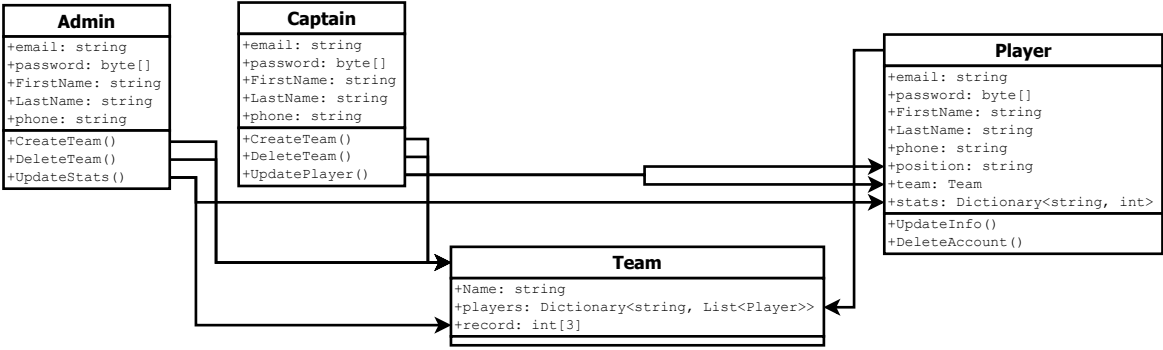 Admin
+email: string
+password: byte[]
+FirstName: string
+LastName: string
+phone: string
+CreateTeam()
+DeleteTeam()
+UpdateStats()
Captain
+email: string
+password: byte[]
+FirstName: string
+LastName: string
+phone: string
+CreateTeam()
+DeleteTeam()
+UpdatePlayer()
Player
+email: string
+password: byte[]
+FirstName: string
+LastName: string
+phone: string
+position: string
+team: Team
+stats: Dictionary<string, int>
+UpdateInfo()
+DeleteAccount()
Team
+Name: string
+players: Dictionary<string, List<Player>>
+record: int[3]